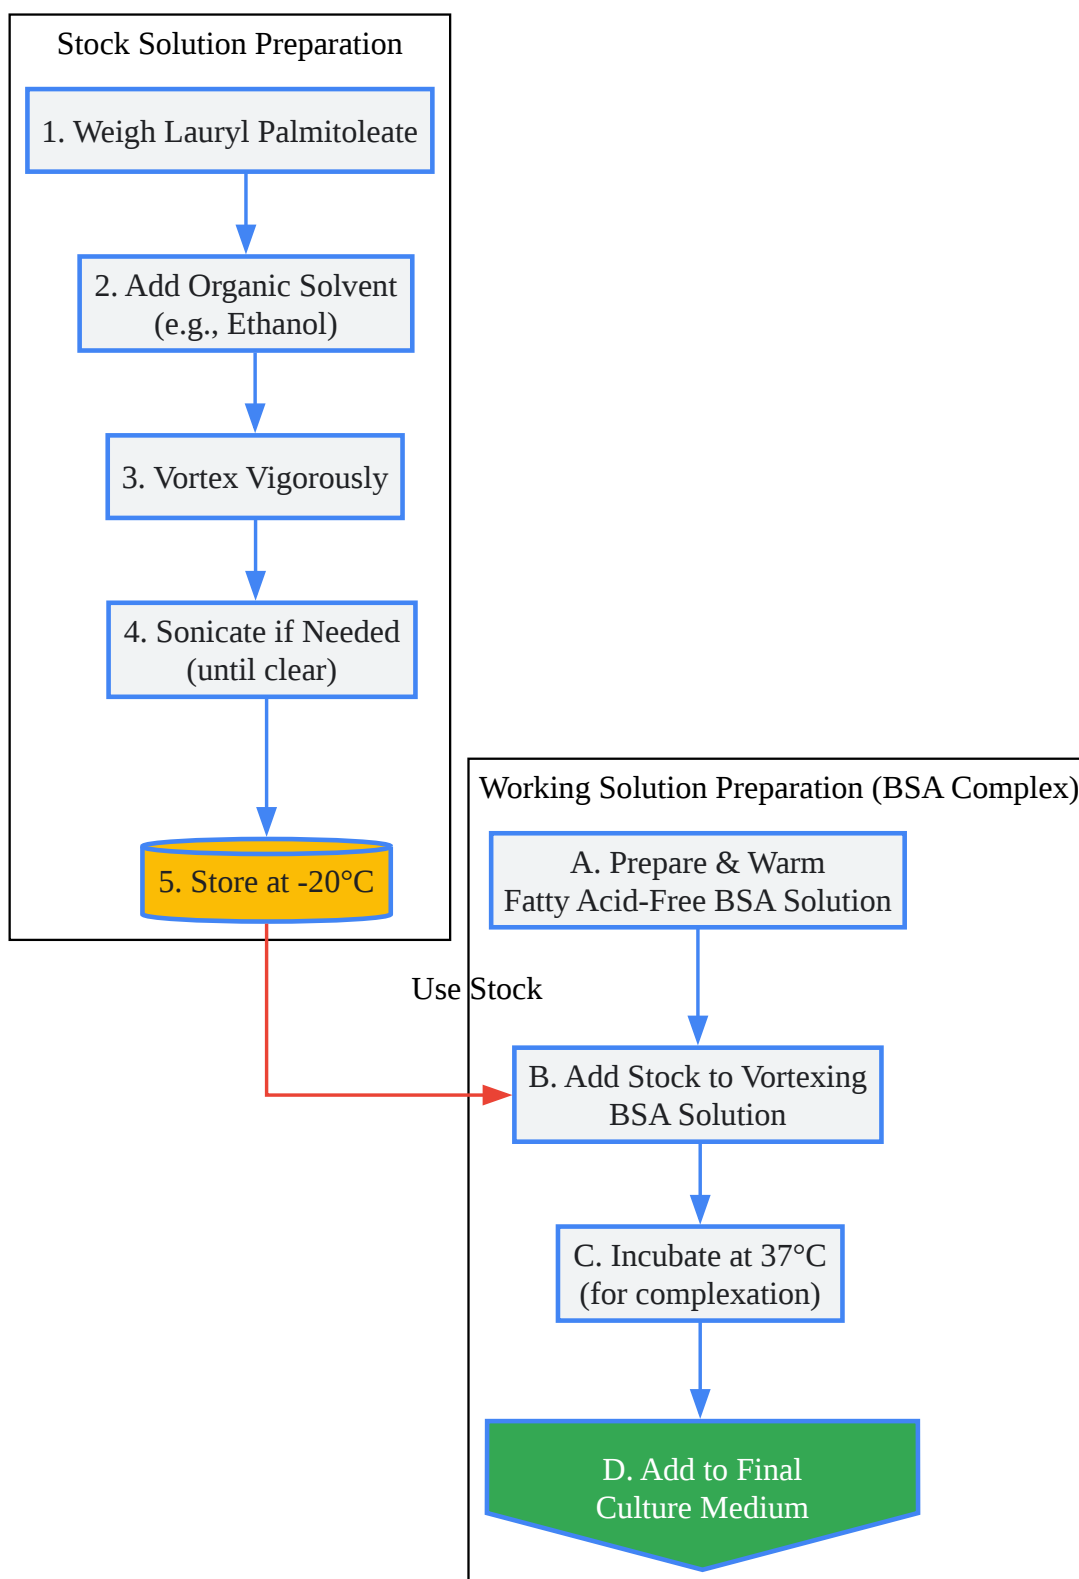 Stock Solution Preparation
1. Weigh Lauryl Palmitoleate
2. Add Organic Solvent
(e.g., Ethanol)
3. Vortex Vigorously
4. Sonicate if Needed
(until clear)
5. Store at -20°C
Use Stock
Working Solution Preparation (BSA Complex)
A. Prepare & Warm
Fatty Acid-Free BSA Solution
B. Add Stock to Vortexing
BSA Solution
C. Incubate at 37°C
(for complexation)
D. Add to Final
Culture Medium